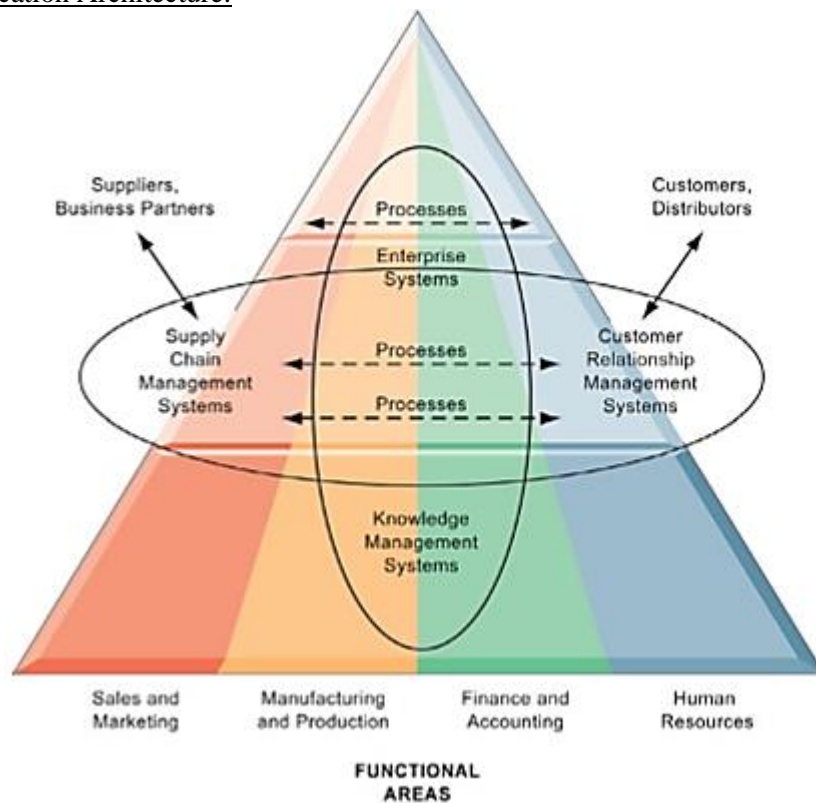 Architecture:
Suppliers,
Business Partners
Customers,
Distributors
Processes
Enterprise
Systems
Supply
Chain
Management
Systems
Processes
Processes
Customer
Relationship
Management
Systems
Knowledge
Management
Systems
Sales and
Marketing
Manufacturing
and Production
Finance and
Accounting
Human
Resources
FUNCTIONAL
AREAS